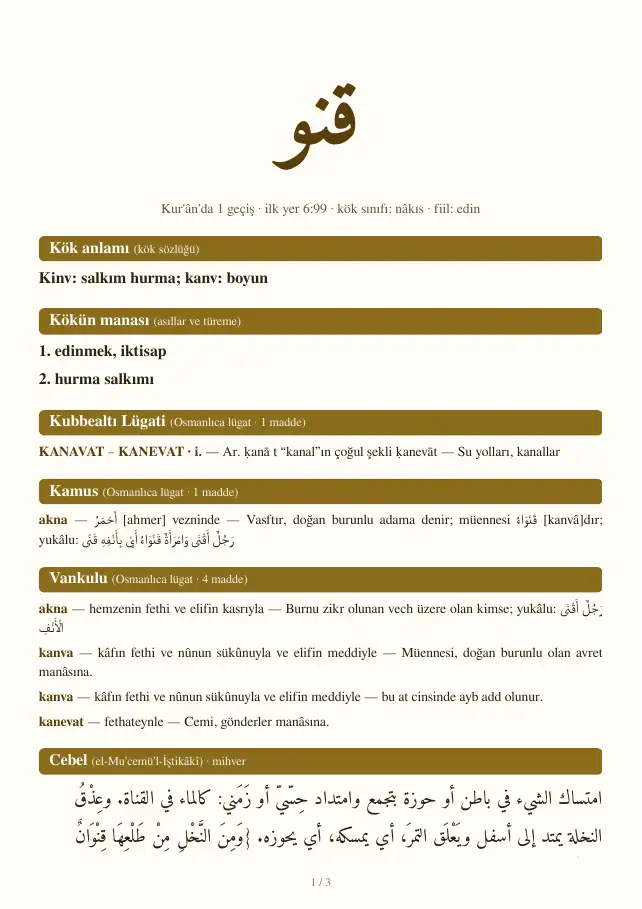 قنو
Kur'ân'da 1 geçiş · ilk yer 6:99 · kök sınıfı: nâkıs · fiil: edin
Kök anlamı (kök sözlüğü)
Kinv: salkım hurma; kanv: boyun
Kökün manası (asıllar ve türeme)
1. edinmek, iktisap
2. hurma salkımı
Kubbealtı Lügati (Osmanlıca lügat · 1 madde)
KANAVAT – KANEVAT · i. — Ar. ḳanā t “kanal”ın çoğul şekli ḳanevāt — Su yolları, kanallar
Kamus (Osmanlıca lügat · 1 madde)
akna — أَحْمَرُ [ahmer] vezninde — Vasftır, doğan burunlu adama denir; müennesi قَنْوَاءُ [kanvâ]dır;
yukâlu: رَجُلٌ أَقْنَى وَامْرَأَةٌ قَنْوَاءُ أَيْ بِأَنْفِهِ قَنًى
Vankulu (Osmanlıca lügat · 4 madde)
akna — hemzenin fethi ve elifin kasrıyla — Burnu zikr olunan vech üzere olan kimse; yukâlu: رَجُلٌ أَقْنَى
الْأَنْفِ
kanva — kâfın fethi ve nûnun sükûnuyla ve elifin meddiyle — Müennesi, doğan burunlu olan avret
manâsına.
kanva — kâfın fethi ve nûnun sükûnuyla ve elifin meddiyle — bu at cinsinde ayb add olunur.
kanevat — fethateynle — Cemi, gönderler manâsına.
Cebel (el-Mu'cemü'l-İştikâkî) · mihver
امتساك الشيء في باطن أو حوزة بتجمع وامتداد حِسّيّ أو زَمَني: كالماء في القناة. وعِذْقُ
النخلة يمتد إلى أسفل ويَعْلَق التمرَ، أي يمسكه، أي يحوزه. {وَمِنَ النَّخْلِ مِنْ طَلْعِهَا قِنْوَانٌ
1 / 3